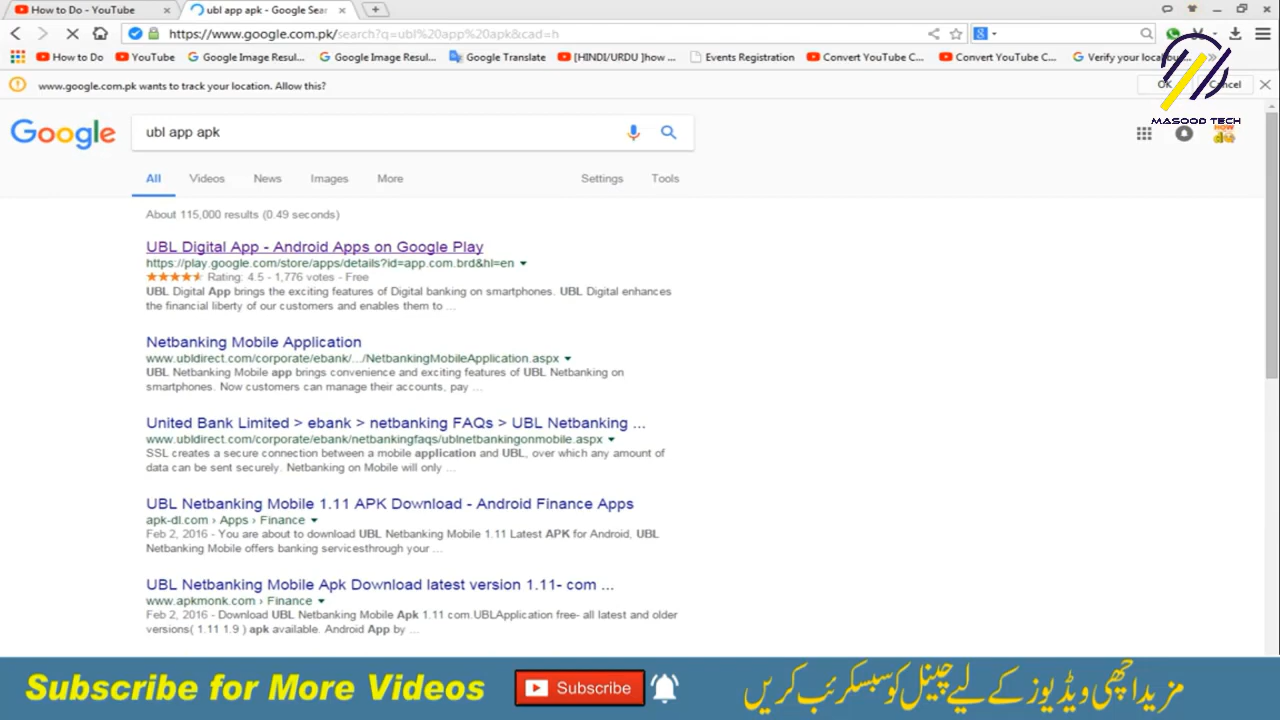 How to Do - YouTube
ubl app apk - Google Sear
https://www.google.com.pk/search?q=ubl%20app%20apk&cad=h
How to Do
YouTube
Google Image Resul...
Google Image Resul...
Google Translate
[HINDI/URDU ]how ...
Events Registration
Convert YouTube C...
Convert YouTube C...
Verify your loca
www.google.com.pk wants to track your location. Allow this?
OK
Cancel
MASOOD TECH
Google
ubl app apk
HOW
du
All
Videos
News
Images
More
Settings
Tools
About 115,000 results (0.49 seconds)
UBL Digital App - Android Apps on Google Play
https://play.google.com/store/apps/details?id=app.com.brd&hl=en
Rating: 4.5 - 1,776 votes - Free
UBL Digital App brings the exciting features of Digital banking on smartphones. UBL Digital enhances
the financial liberty of our customers and enables them to ...
Netbanking Mobile Application
www.ubldirect.com/corporate/ebank/.../NetbankingMobileApplication.aspx
UBL Netbanking Mobile app brings convenience and exciting features of UBL Netbanking on
smartphones. Now customers can manage their accounts, pay ...
United Bank Limited > ebank > netbanking FAQs > UBL Netbanking ...
www.ubldirect.com/corporate/ebank/netbankingfaqs/ublnetbankingonmobile.aspx
SSL creates a secure connection between a mobile application and UBL, over which any amount of
data can be sent securely. Netbanking on Mobile will only ...
UBL Netbanking Mobile 1.11 APK Download - Android Finance Apps
apk-dl.com › Apps › Finance
Feb 2, 2016 - You are about to download UBL Netbanking Mobile 1.11 Latest APK for Android, UBL
Netbanking Mobile offers banking servicesthrough your ...
UBL Netbanking Mobile Apk Download latest version 1.11- com ...
www.apkmonk.com › Finance
Feb 2, 2016 - Download UBL Netbanking Mobile Apk 1.11 com.UBLApplication free- all latest and older
versions( 1.11 1.9 ) apk available. Android App by ...
Subscribe for More Videos
Subscribe
مزید اچھی ویڈیوز کے لیے چینل کو سبسکرائب کریں